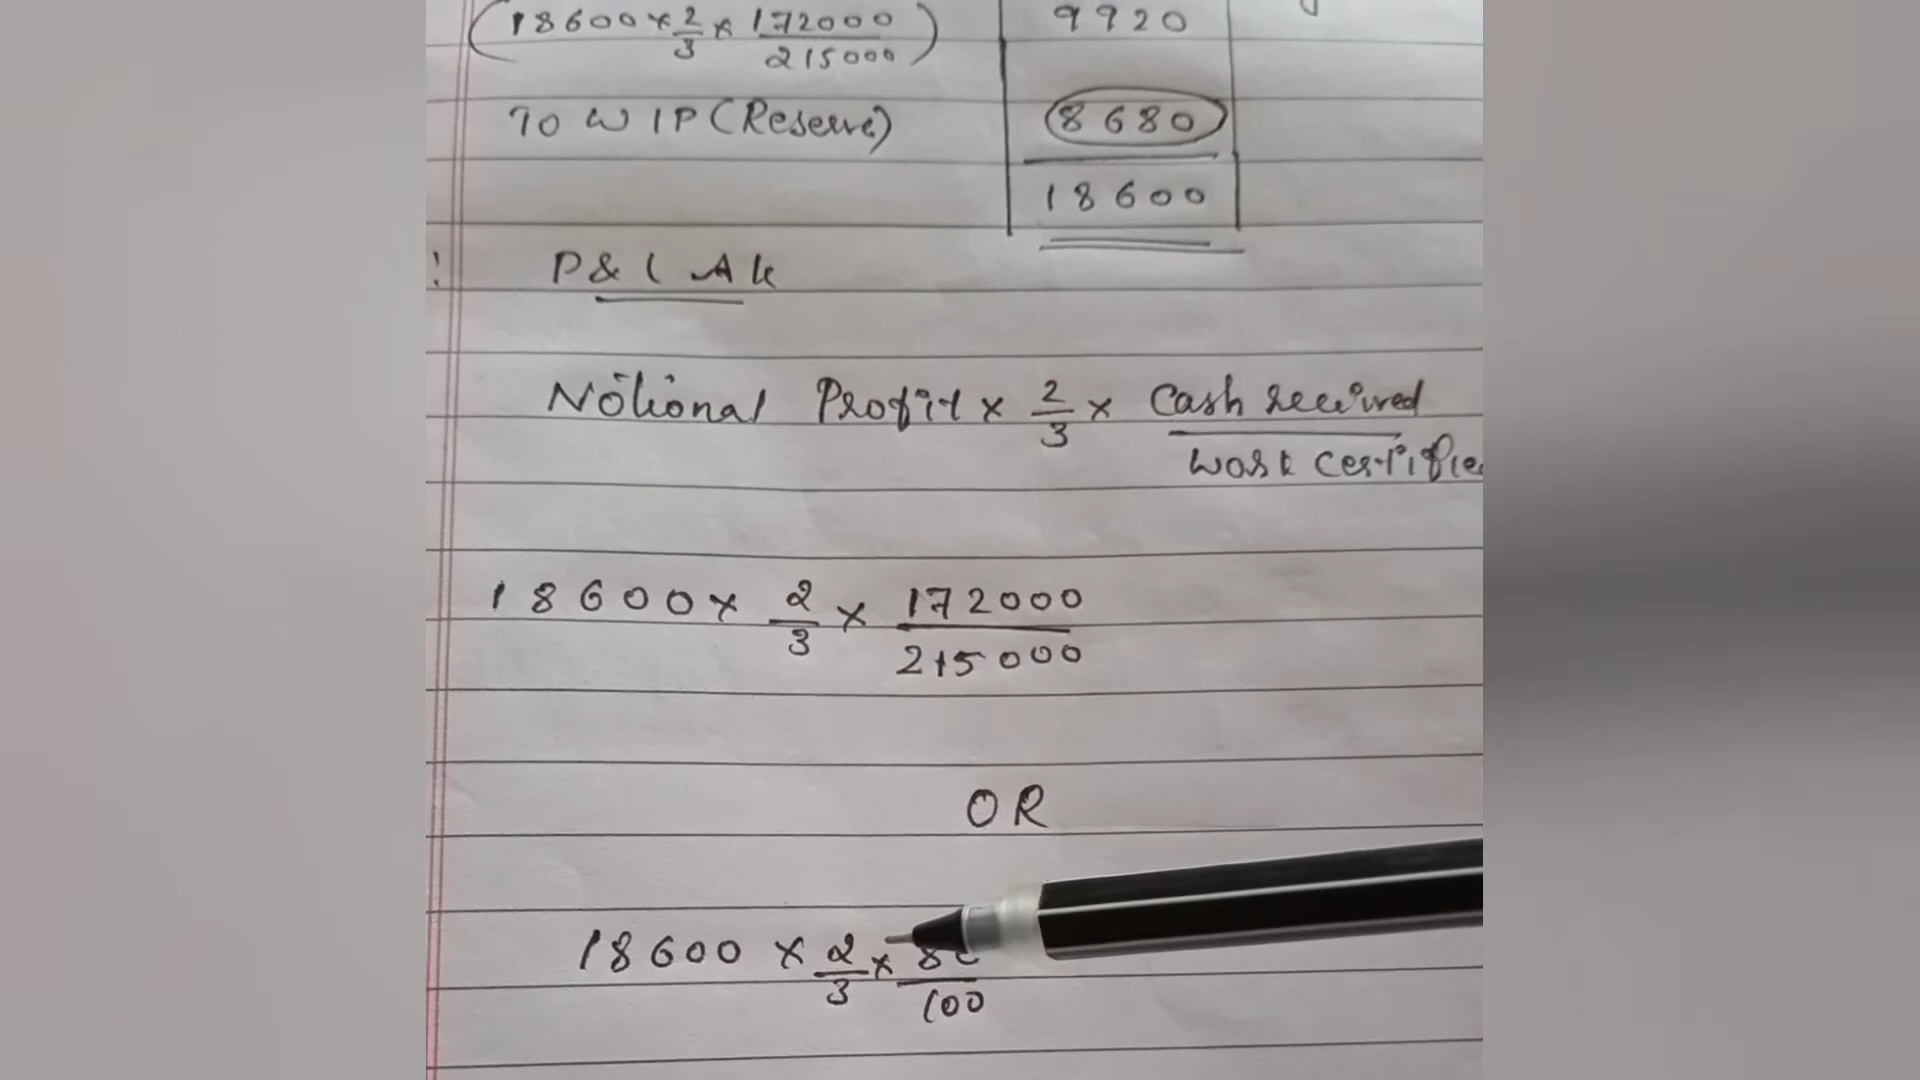 (18600 × 2/3 × 172000/215000) 9920
To WIP (Reserve) 8680
18600
: P&L A/c
Notional Profit × 2/3 × Cash received / Work certifie
18600 × 2/3 × 172000/215000
OR
18600 × 2/3 × 80/100